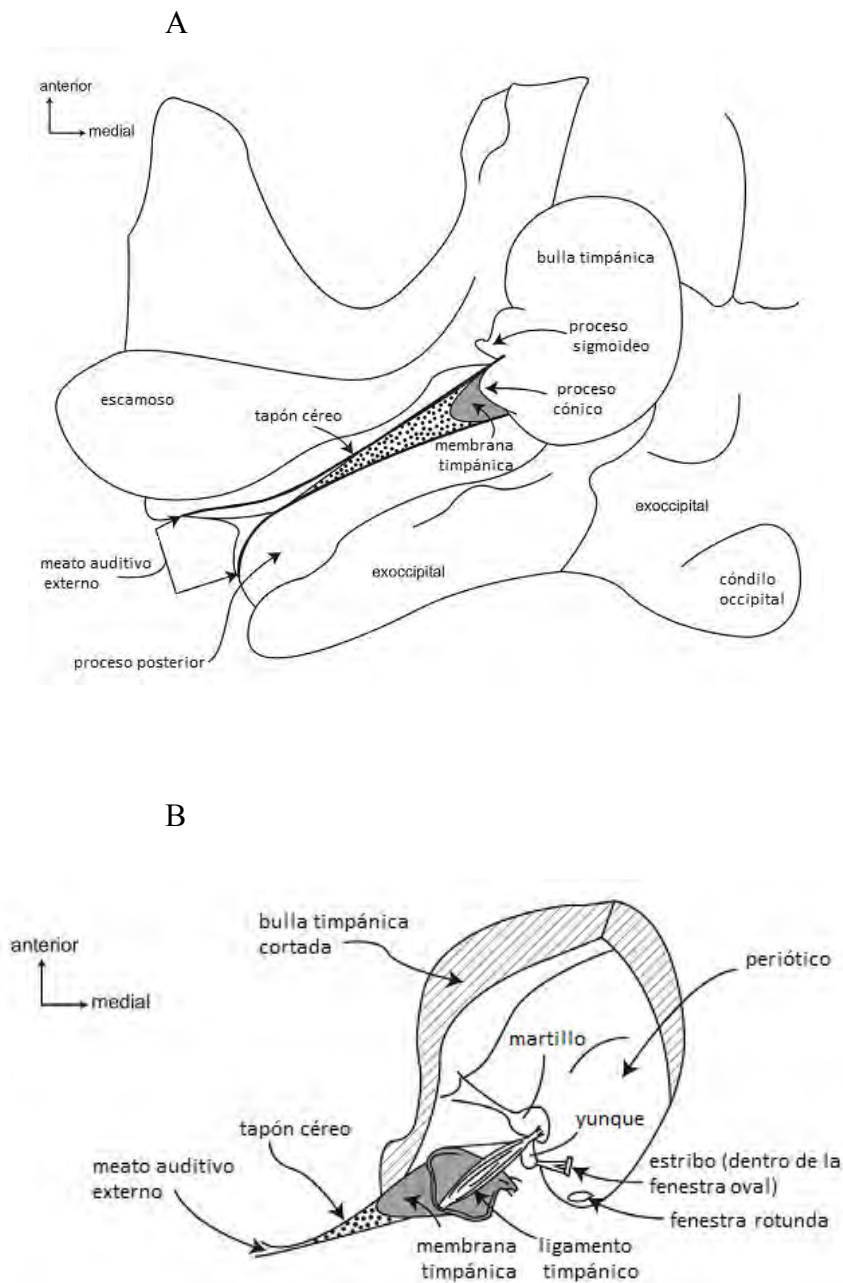 A
anterior
medial
bulla timpánica
proceso
sigmoideo
escamoso
proceso
cónico
tapón céreo
membrana
timpánica
meato auditivo
externo
exoccipital
exoccipital
cóndilo
occipital
proceso posterior
B
bulla timpánica
cortada
anterior
medial
periótico
martillo
yunque
tapón céreo
meato auditivo
externo
estribo (dentro de la
fenestra oval)
fenestra rotunda
membrana
timpánica
ligamento
timpánico